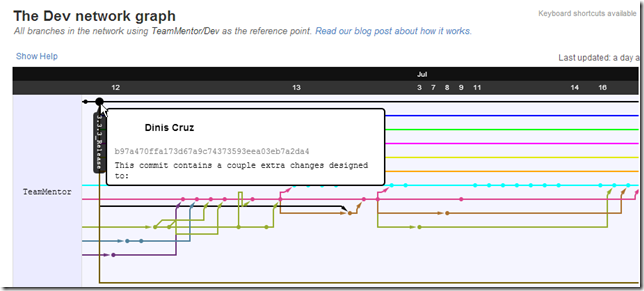 The Dev network graph
Keyboard shortcuts available
All branches in the network using TeamMentor/Dev as the reference point. Read our blog post about how it works.
Show Help
Last updated: a day a
Jul
12 13 3 7 8 9 11 14 16
3.3.3_Release
Dinis Cruz
b97a470ffa173d67a9c74373593eea03eb7a2da4
This commit contains a couple extra changes designed
to:
TeamMentor